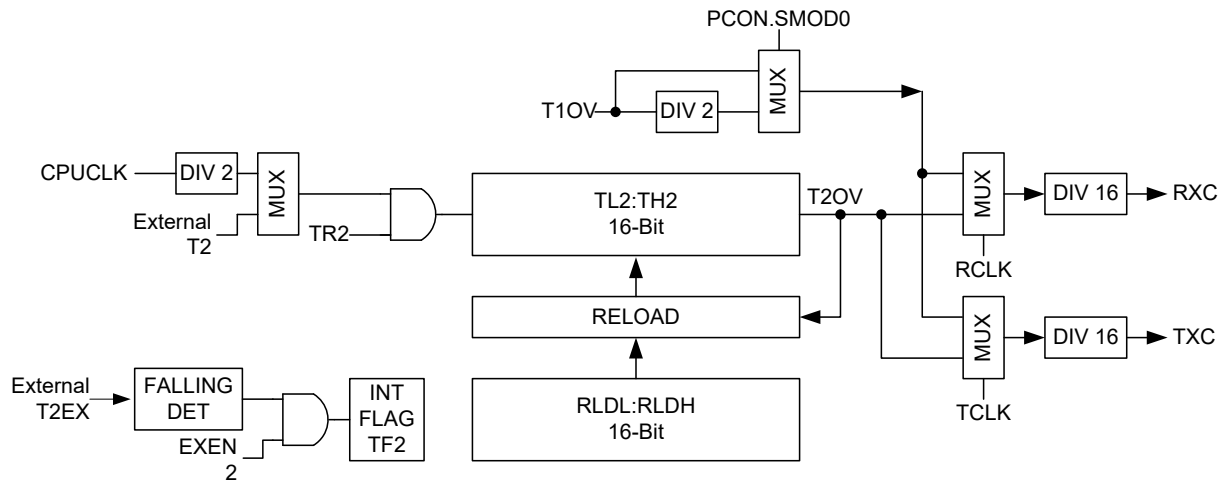 PCON.SMOD0
MUX
T1OV
DIV 2
CPUCLK
DIV 2
MUX
External
T2
TR2
TL2:TH2
16-Bit
T2OV
MUX
DIV 16
RXC
RCLK
RELOAD
MUX
DIV 16
TXC
TCLK
External
T2EX
FALLING
DET
EXEN
2
INT
FLAG
TF2
RLDL:RLDH
16-Bit